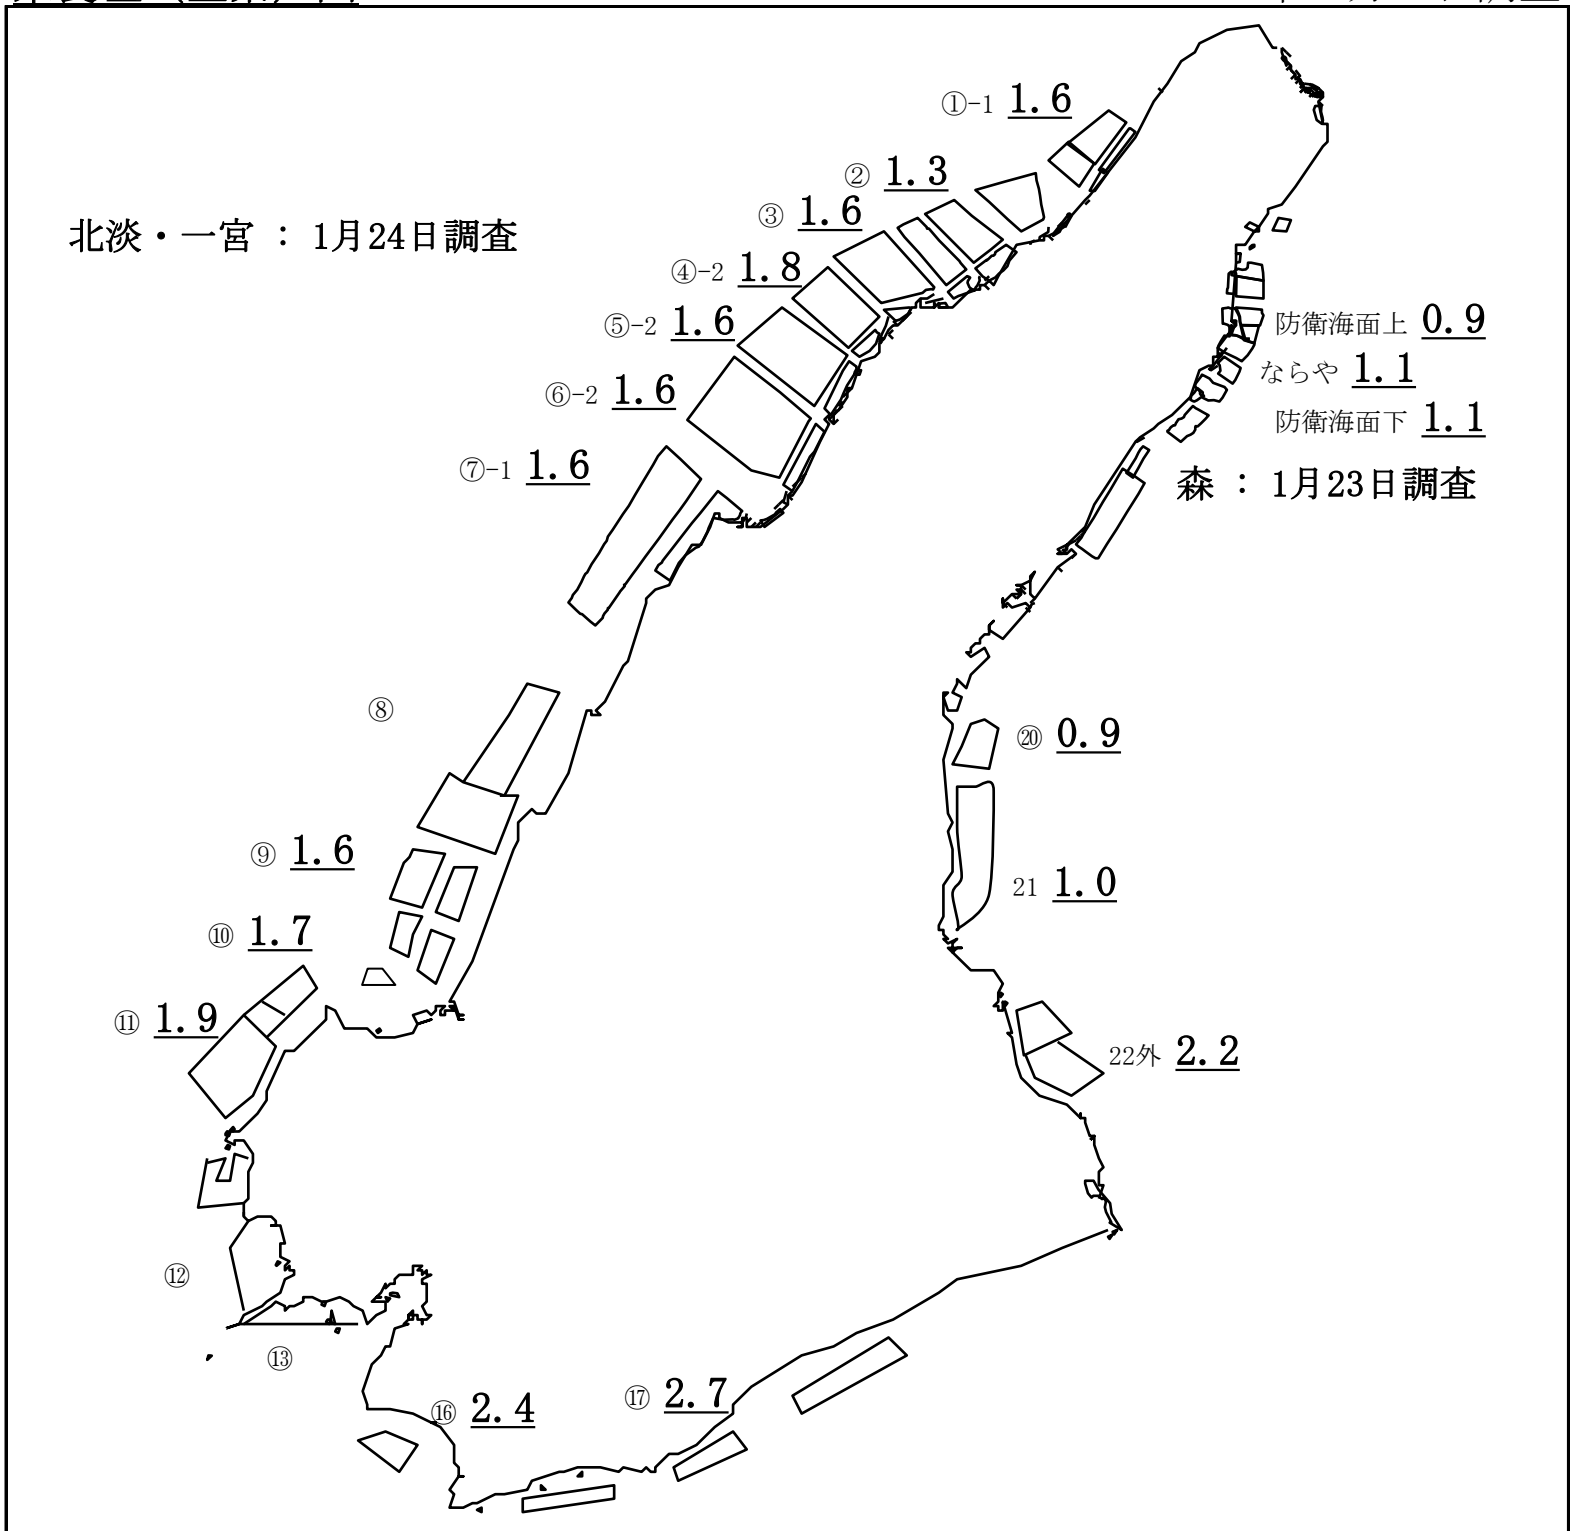 ①-1 1.6
② 1.3
③ 1.6
北淡・一宮 : 1月24日調査
④-2 1.8
⑤-2 1.6
防衛海面上 0.9
ならや 1.1
⑥-2 1.6
防衛海面下 1.1
⑦-1 1.6
森 : 1月23日調査
⑧
⑳ 0.9
⑨ 1.6
21 1.0
⑩ 1.7
⑪ 1.9
22外 2.2
⑫
⑬
⑰ 2.7
⑯ 2.4